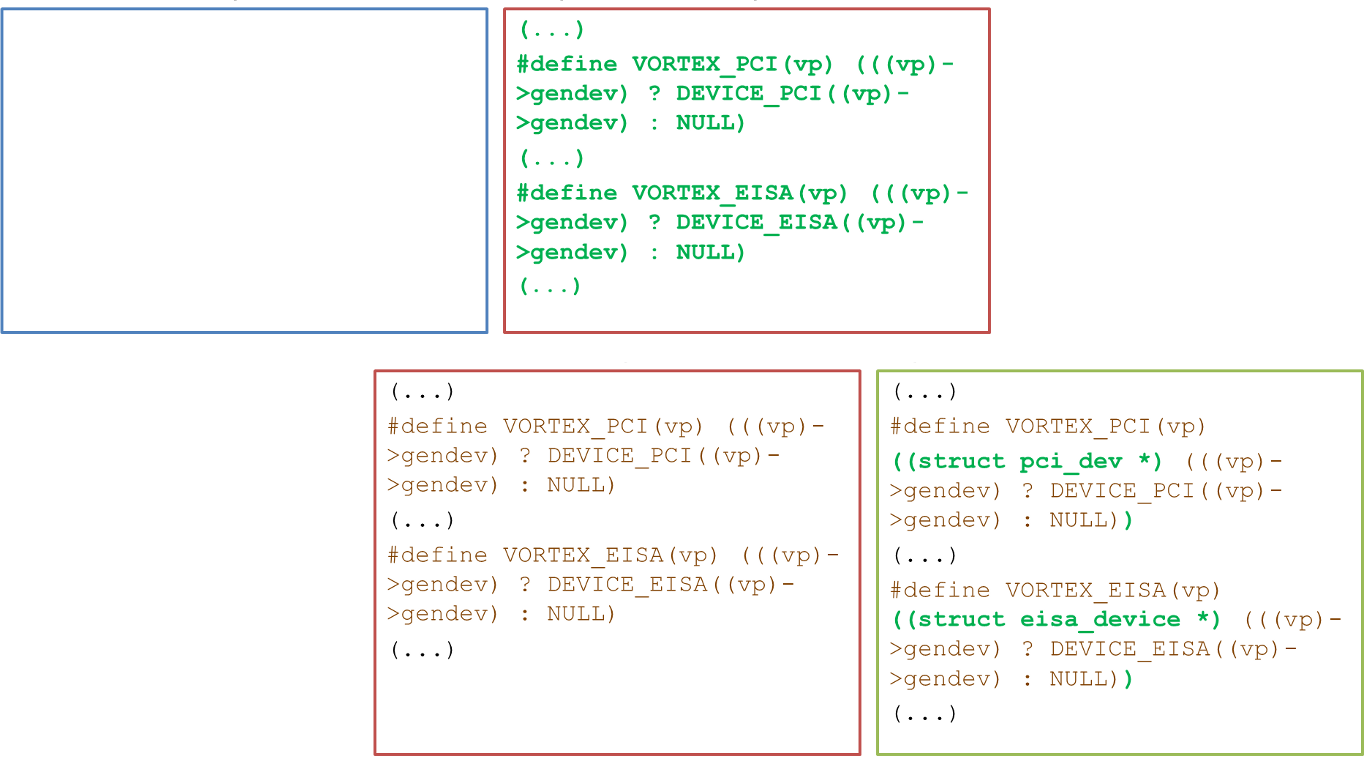 (...)
#define VORTEX_PCI(vp) (((vp)-
>gendev) ? DEVICE_PCI((vp)-
>gendev) : NULL)
(...)
#define VORTEX_EISA(vp) (((vp)-
>gendev) ? DEVICE_EISA((vp)-
>gendev) : NULL)
(...)
(...)
#define VORTEX_PCI(vp) (((vp)-
>gendev) ? DEVICE_PCI((vp)-
>gendev) : NULL)
(...)
#define VORTEX_EISA(vp) (((vp)-
>gendev) ? DEVICE_EISA((vp)-
>gendev) : NULL)
(...)
(...)
#define VORTEX_PCI(vp)
((struct pci_dev *) (((vp)-
>gendev) ? DEVICE_PCI((vp)-
>gendev) : NULL))
(...)
#define VORTEX_EISA(vp)
((struct eisa_device *) (((vp)-
>gendev) ? DEVICE_EISA((vp)-
>gendev) : NULL))
(...)